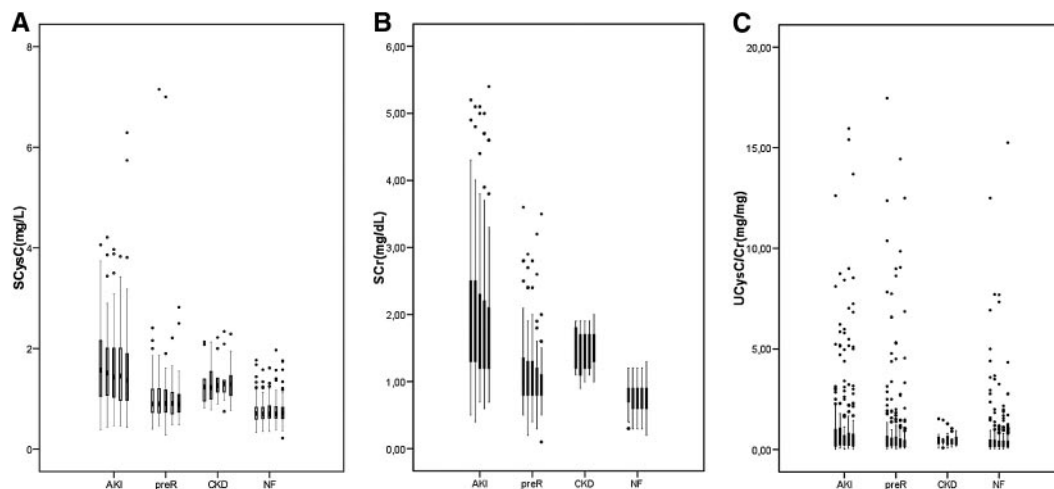 A
B
C
SCysC(mg/L)
8
6
4
2
0
AKI preR CKD NF
SCr(mg/dL)
6,00
5,00
4,00
3,00
2,00
1,00
0,00
AKI preR CKD NF
UCysC/Cr(mg/mg)
20,00
15,00
10,00
5,00
0,00
AKI preR CKD NF